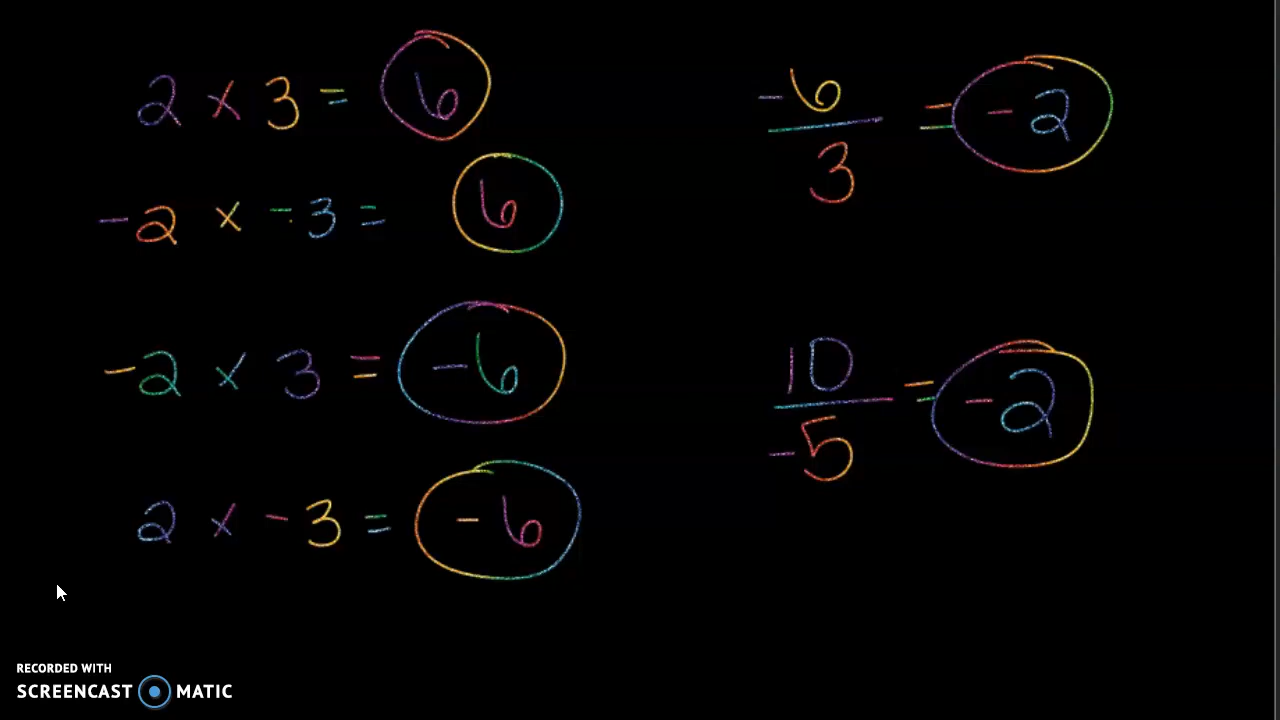 2 x 3 = 6
-2 x -3 = 6
-2 x 3 = -6
2 x -3 = -6
-6
3
= -2
10
-5
= -2
RECORDED WITH
SCREENCAST MATIC